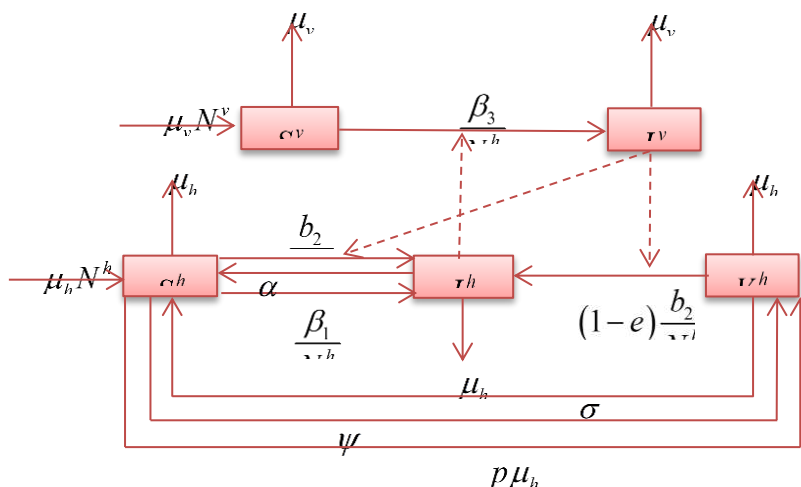 μ_v μ_v
μ_v N^v S^v β_3/N^h I^v
μ_h μ_h
b_2
μ_h N^h S^h I^h V^h
α
β_1/N^h (1-e) b_2/N^h
μ_h
σ
ψ
pμ_h